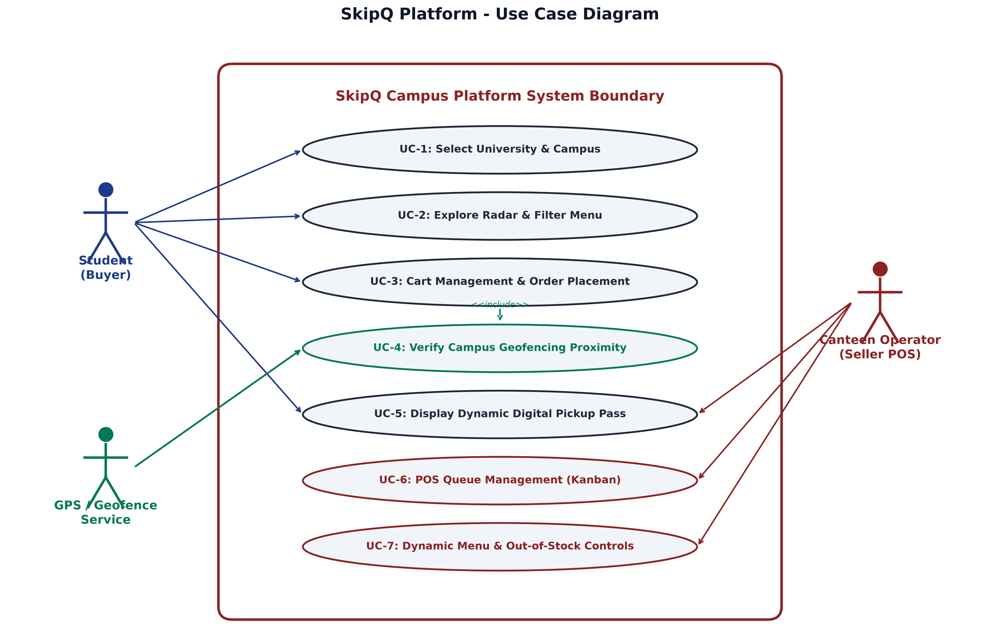 SkipQ Platform - Use Case Diagram
SkipQ Campus Platform System Boundary
UC-1: Select University & Campus
UC-2: Explore Radar & Filter Menu
Student
(Buyer)
UC-3: Cart Management & Order Placement
<<include>>
UC-4: Verify Campus Geofencing Proximity
Canteen Operator
(Seller POS)
UC-5: Display Dynamic Digital Pickup Pass
UC-6: POS Queue Management (Kanban)
GPS / Geofence
Service
UC-7: Dynamic Menu & Out-of-Stock Controls